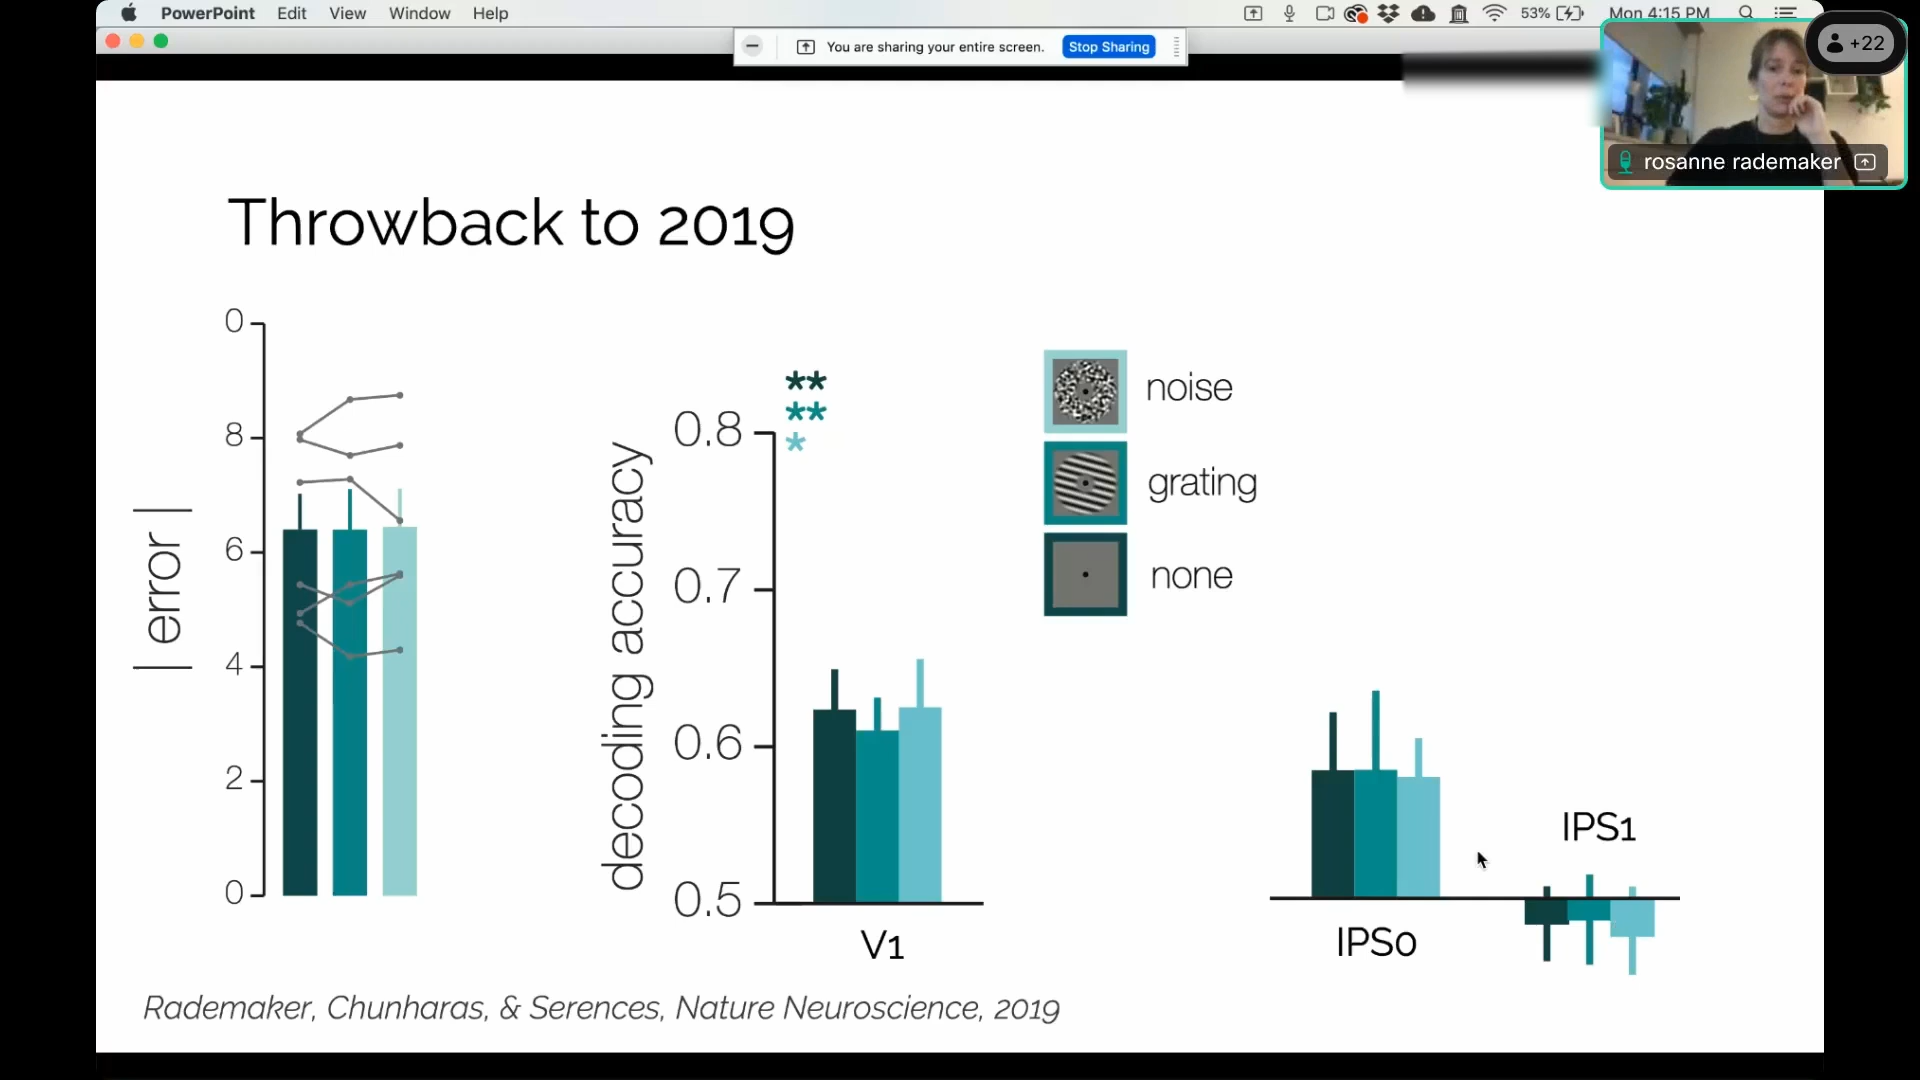 PowerPoint Edit View Window Help
53% Mon 4:15 PM
You are sharing your entire screen. Stop Sharing
+22
rosanne rademaker
Throwback to 2019
| error |
0
8
6
4
2
0
decoding accuracy
0.8
0.7
0.6
0.5
**
**
*
V1
noise
grating
none
IPS0
IPS1
Rademaker, Chunharas, & Serences, Nature Neuroscience, 2019